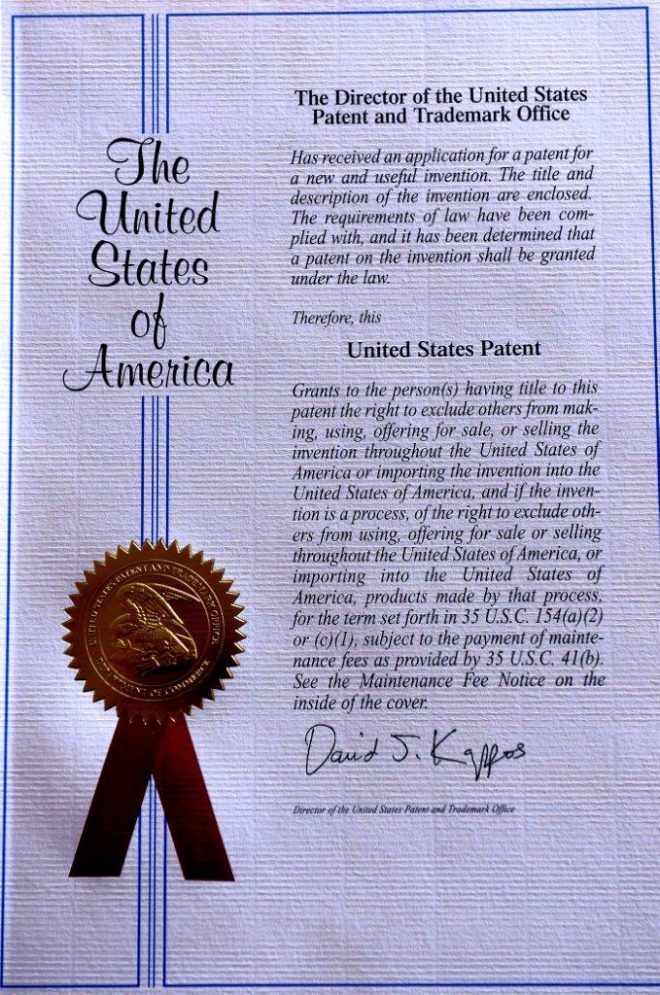 The
United
States
of
America
The Director of the United States
Patent and Trademark Office
Has received an application for a patent for
a new and useful invention. The title and
description of the invention are enclosed.
The requirements of law have been com-
plied with, and it has been determined that
a patent on the invention shall be granted
under the law.
Therefore, this
United States Patent
Grants to the person(s) having title to this
patent the right to exclude others from mak-
ing, using, offering for sale, or selling the
invention throughout the United States of
America or importing the invention into the
United States of America, and if the inven-
tion is a process, of the right to exclude oth-
ers from using, offering for sale or selling
throughout the United States of America, or
importing into the United States of
America, products made by that process,
for the term set forth in 35 U.S.C. 154(a)(2)
or (c)(1), subject to the payment of mainte-
nance fees as provided by 35 U.S.C. 41(b).
See the Maintenance Fee Notice on the
inside of the cover.
David J. Kappos
Director of the United States Patent and Trademark Office
UNITED STATES PATENT AND TRADEMARK OFFICE
DEPARTMENT OF COMMERCE